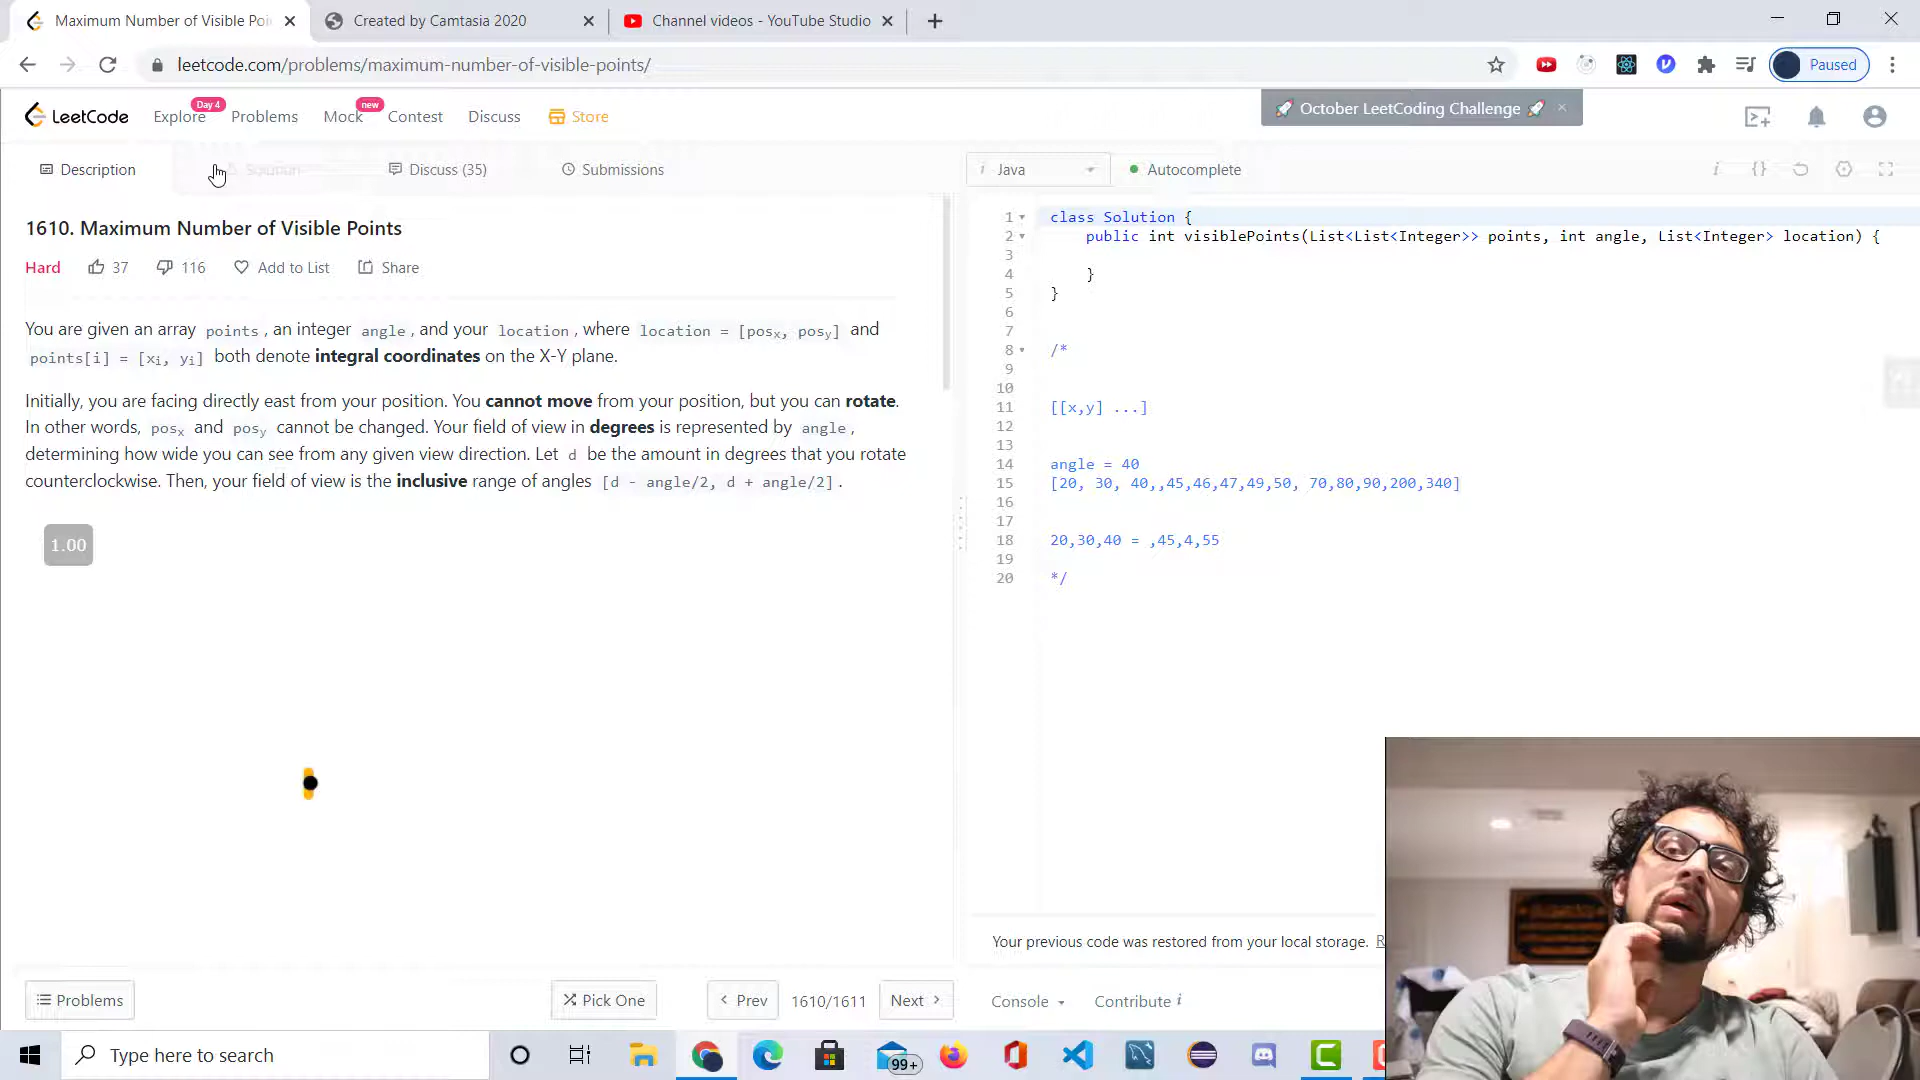 Maximum Number of Visible Poi
Created by Camtasia 2020
Channel videos - YouTube Studio
leetcode.com/problems/maximum-number-of-visible-points/
Paused
LeetCode
Explore
Day 4
Problems
Mock
new
Contest
Discuss
Store
🚀 October LeetCoding Challenge 🚀 ×
Description
Solution
Discuss (35)
Submissions
i Java
Autocomplete
1610. Maximum Number of Visible Points
Hard
37
116
Add to List
Share
You are given an array points, an integer angle, and your location, where location = [posx, posy] and
points[i] = [xi, yi] both denote integral coordinates on the X-Y plane.
Initially, you are facing directly east from your position. You cannot move from your position, but you can rotate.
In other words, posx and posy cannot be changed. Your field of view in degrees is represented by angle,
determining how wide you can see from any given view direction. Let d be the amount in degrees that you rotate
counterclockwise. Then, your field of view is the inclusive range of angles [d - angle/2, d + angle/2].
1.00
1 class Solution {
2 public int visiblePoints(List<List<Integer>> points, int angle, List<Integer> location) {
3
4 }
5 }
6
7
8 /*
9
10
11 [[x,y] ...]
12
13
14 angle = 40
15 [20, 30, 40,,45,46,47,49,50, 70,80,90,200,340]
16
17
18 20,30,40 = ,45,4,55
19
20 */
Your previous code was restored from your local storage. R
Problems
Pick One
< Prev
1610/1611
Next >
Console
Contribute i
Type here to search
99+